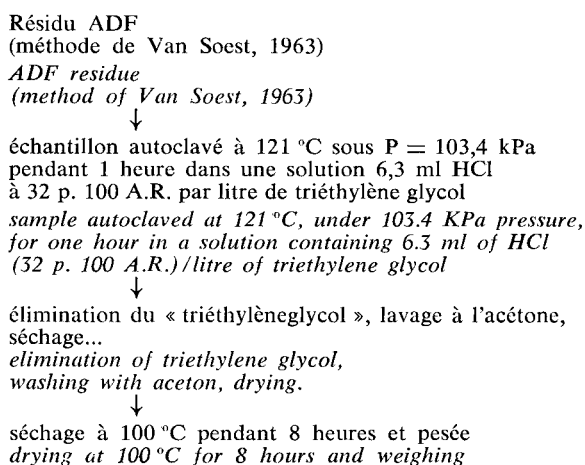 Résidu ADF
(méthode de Van Soest, 1963)
ADF residue
(method of Van Soest, 1963)
↓
échantillon autoclavé à 121 °C sous P = 103,4 kPa
pendant 1 heure dans une solution 6,3 ml HCl
à 32 p. 100 A.R. par litre de triéthylène glycol
sample autoclaved at 121 °C, under 103.4 KPa pressure,
for one hour in a solution containing 6.3 ml of HCl
(32 p. 100 A.R.)/litre of triethylene glycol
↓
élimination du « triéthylèneglycol », lavage à l'acétone,
séchage...
elimination of triethylene glycol,
washing with aceton, drying.
↓
séchage à 100 °C pendant 8 heures et pesée
drying at 100 °C for 8 hours and weighing